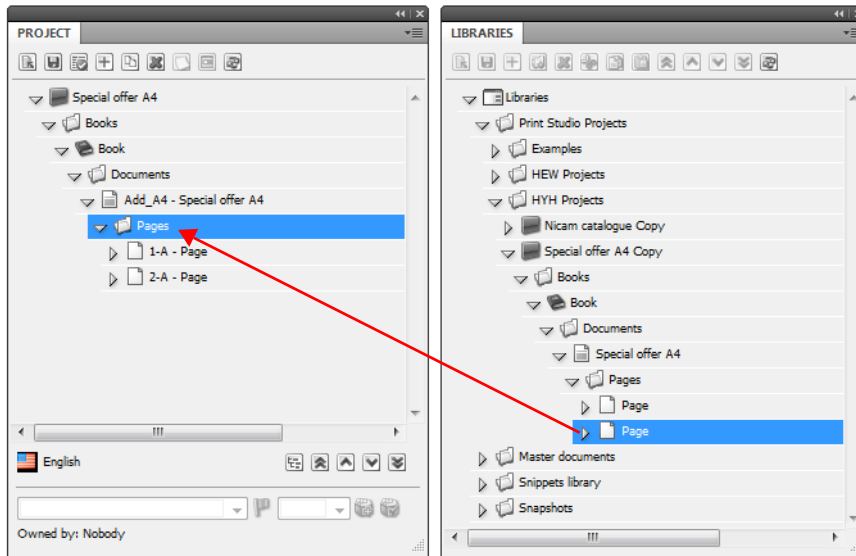 PROJECT
Special offer A4
Books
Book
Documents
Add_A4 - Special offer A4
Pages
1-A - Page
2-A - Page
English
Owned by: Nobody
LIBRARIES
Libraries
Print Studio Projects
Examples
HEW Projects
HYH Projects
Nicam catalogue Copy
Special offer A4 Copy
Books
Book
Documents
Special offer A4
Pages
Page
Page
Master documents
Snippets library
Snapshots